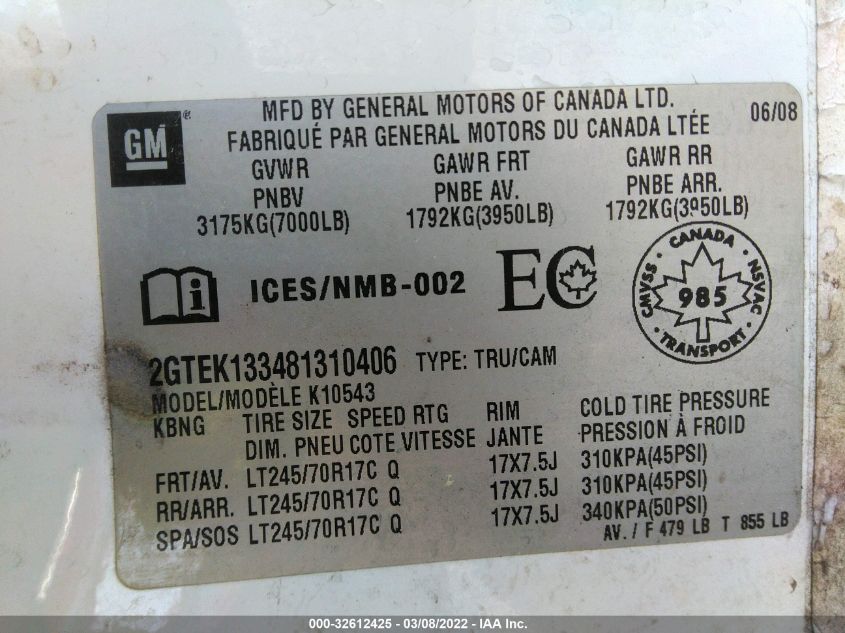 GM ®
MFD BY GENERAL MOTORS OF CANADA LTD.
06/08
FABRIQUÉ PAR GENERAL MOTORS DU CANADA LTÉE
GVWR GAWR FRT GAWR RR
PNBV PNBE AV. PNBE ARR.
3175KG(7000LB) 1792KG(3950LB) 1792KG(3950LB)
ICES/NMB-002
EC
CANADA
CMVSS 985 NSVAC
TRANSPORT
2GTEK133481310406 TYPE: TRU/CAM
MODEL/MODÈLE K10543
KBNG TIRE SIZE SPEED RTG RIM COLD TIRE PRESSURE
DIM. PNEU COTE VITESSE JANTE PRESSION À FROID
FRT/AV. LT245/70R17C Q 17X7.5J 310KPA(45PSI)
RR/ARR. LT245/70R17C Q 17X7.5J 310KPA(45PSI)
SPA/SOS LT245/70R17C Q 17X7.5J 340KPA(50PSI)
AV. / F 479 LB T 855 LB
000-32612425 - 03/08/2022 - IAA Inc.